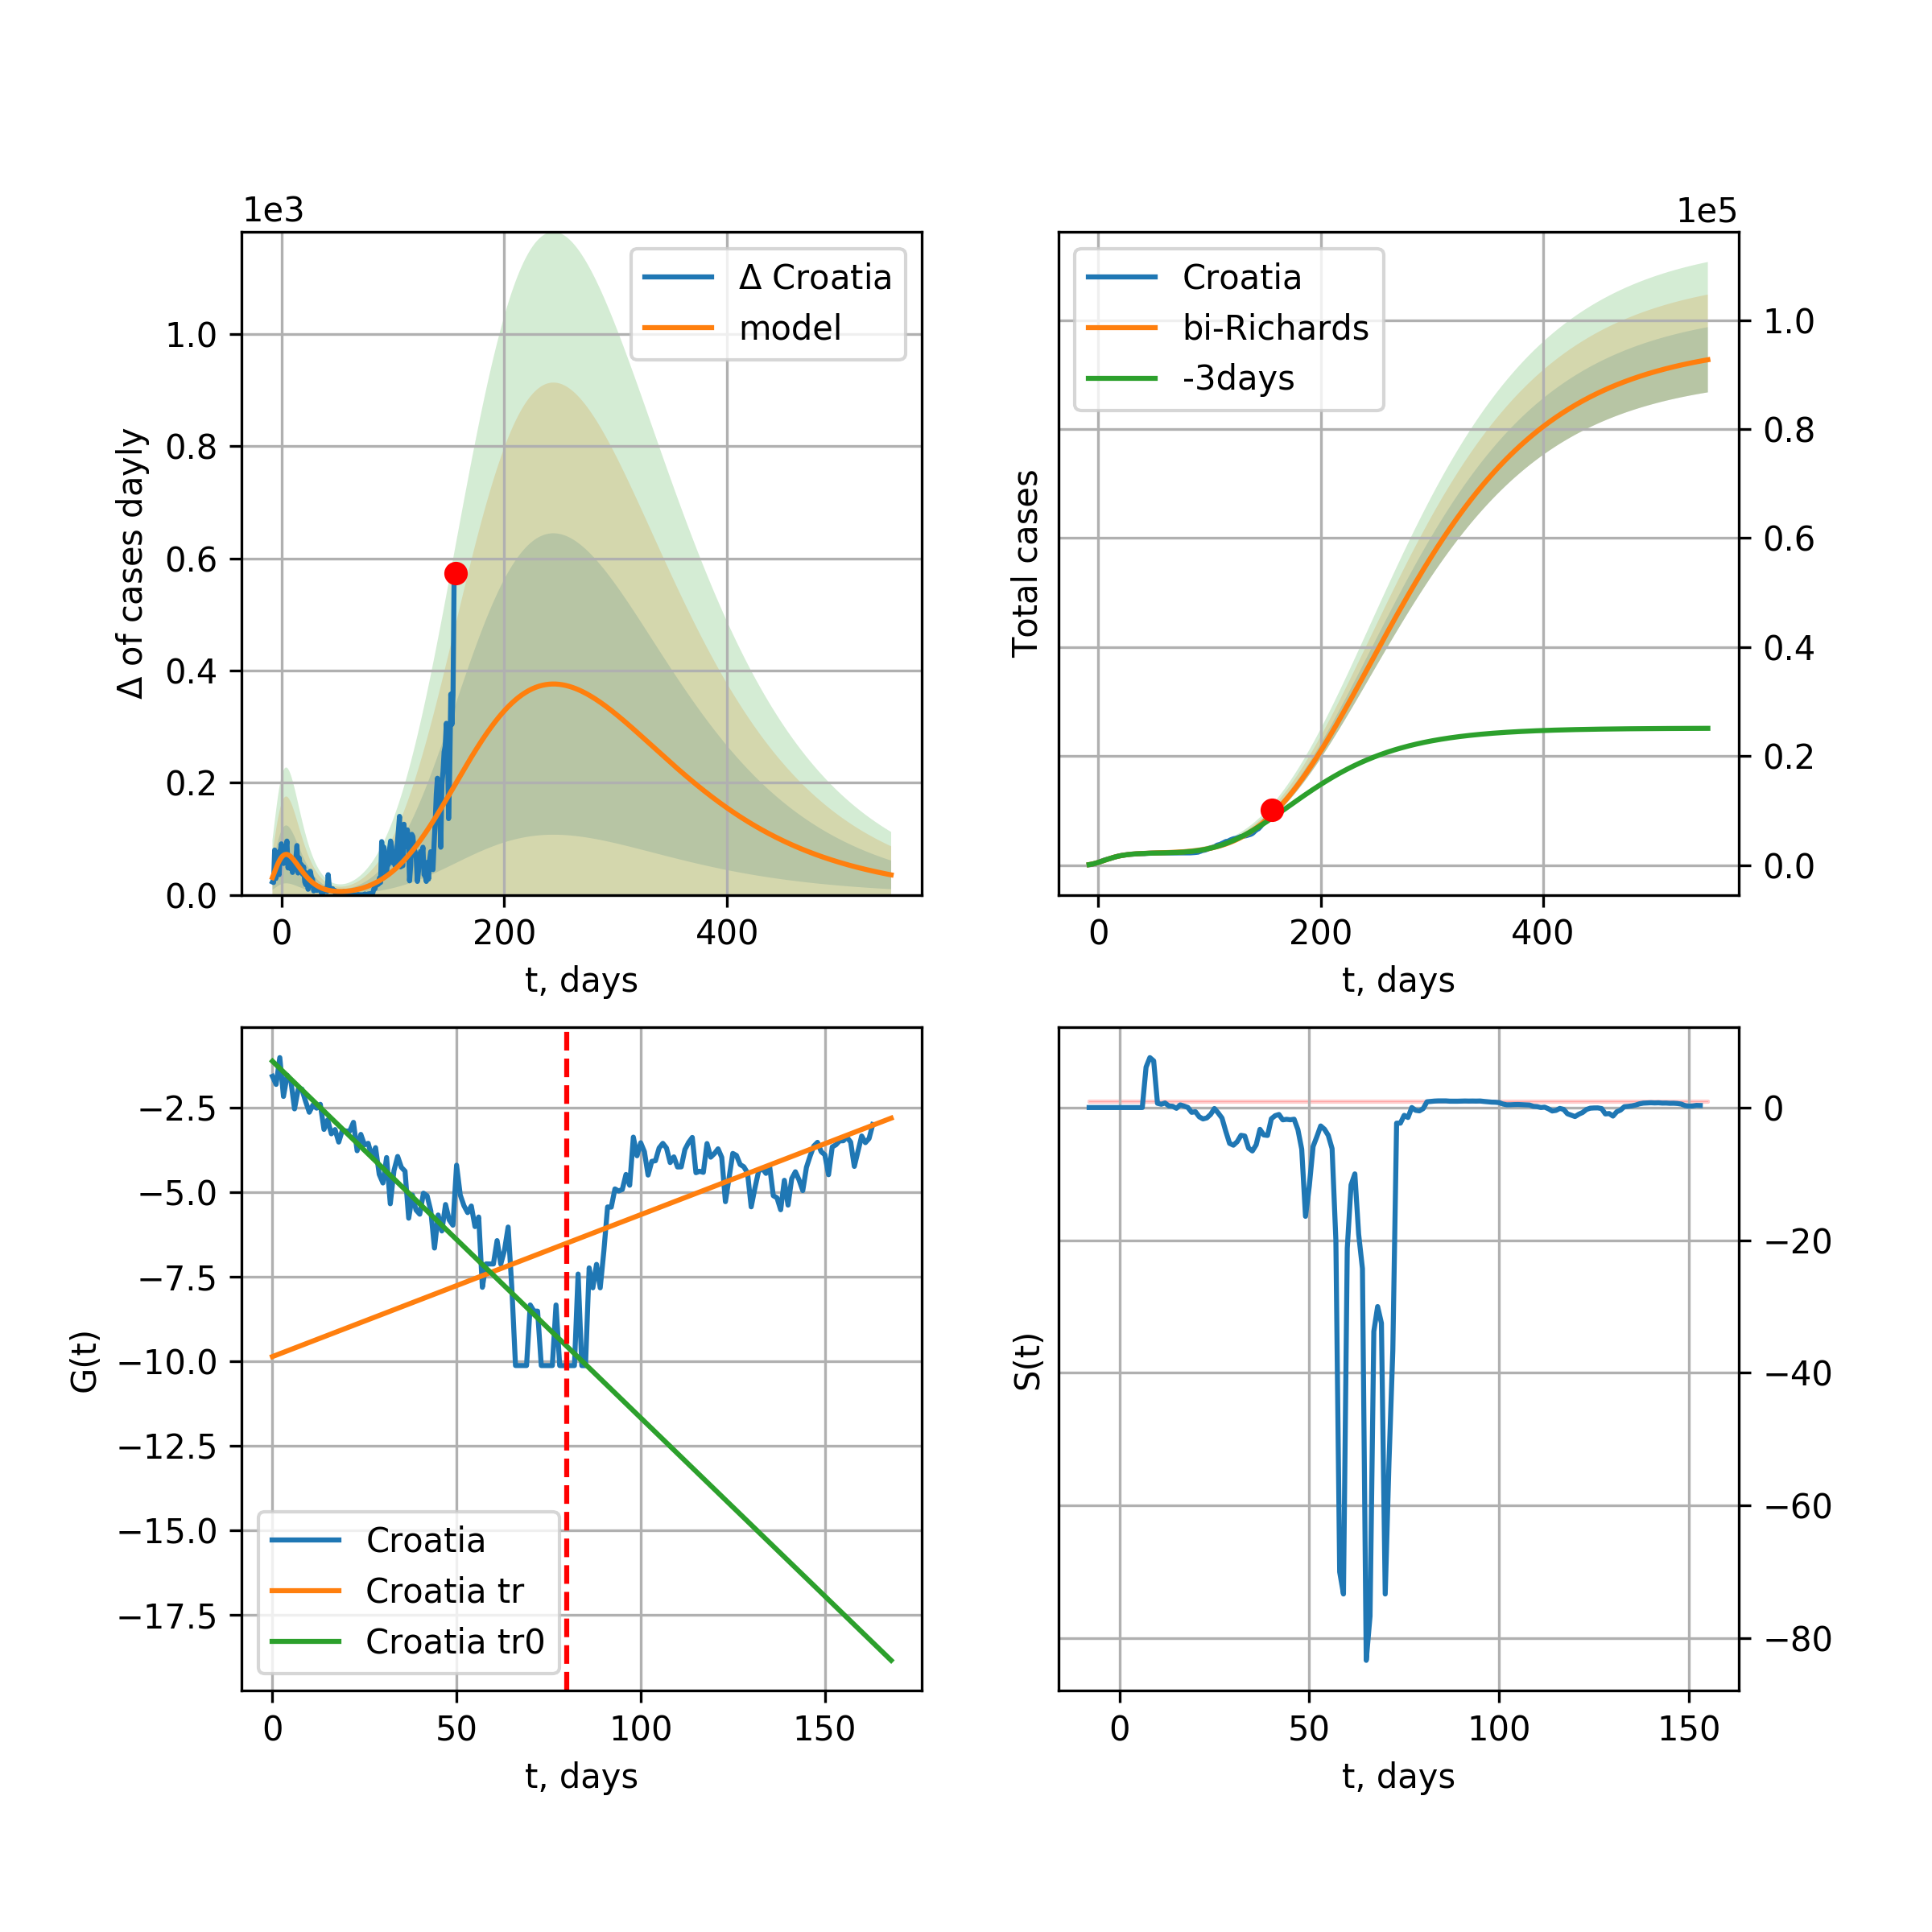 1e3
Δ Croatia
model
1.0
0.8
0.6
0.4
0.2
0.0
Δ of cases dayly
0 200 400
t, days
1e5
Croatia
bi-Richards
-3days
1.0
0.8
0.6
0.4
0.2
0.0
Total cases
0 200 400
t, days
−2.5
−5.0
−7.5
−10.0
−12.5
−15.0
−17.5
G(t)
Croatia
Croatia tr
Croatia tr0
0 50 100 150
t, days
0
−20
−40
−60
−80
S(t)
0 50 100 150
t, days